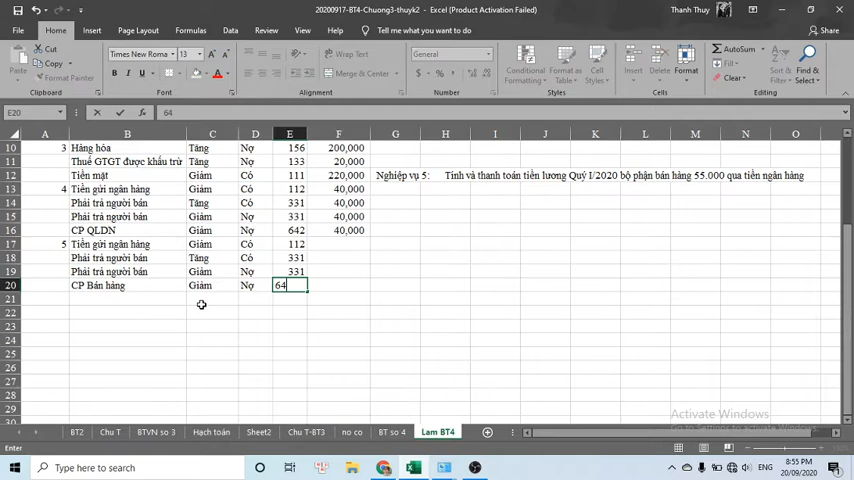 20200917-BT4-Chuong3-thuyk2 - Excel (Product Activation Failed)
Thanh Thuy
File Home Insert Page Layout Formulas Data Review View Help Tell me what you want to do Share
Cut
Copy
Format Painter
Paste
Clipboard
Times New Roma 13
Font
Wrap Text
Merge & Center
Alignment
General
Number
Conditional Formatting
Format as Table
Cell Styles
Styles
Insert Delete Format
Cells
AutoSum
Fill
Clear
Sort & Filter
Find & Select
Editing
E20 64
A B C D E F G H I J K L M N O
10 3 Hàng hóa Tăng Nợ 156 200,000
11 Thuế GTGT được khấu trừ Tăng Nợ 133 20,000
12 Tiền mặt Giảm Có 111 220,000 Nghiệp vụ 5: Tính và thanh toán tiền lương Quý I/2020 bộ phận bán hàng 55.000 qua tiền ngân hàng
13 4 Tiền gửi ngân hàng Giảm Có 112 40,000
14 Phải trả người bán Tăng Có 331 40,000
15 Phải trả người bán Giảm Nợ 331 40,000
16 CP QLDN Giảm Nợ 642 40,000
17 5 Tiền gửi ngân hàng Giảm Có 112
18 Phải trả người bán Tăng Có 331
19 Phải trả người bán Giảm Nợ 331
20 CP Bán hàng Giảm Nợ 64
21
22
23
24
25
26
27
28
29
Activate Windows
Go to Settings to activate Windows.
BT2 Chu T BTVN so 3 Hạch toán Sheet2 Chu T-BT3 no co BT so 4 Lam BT4
Enter
Type here to search
ENG
8:55 PM
20/09/2020